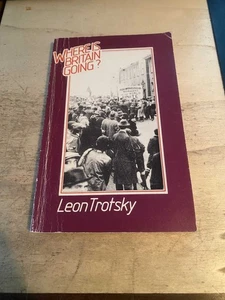 WHERE IS
BRITAIN
GOING?
Leon Trotsky